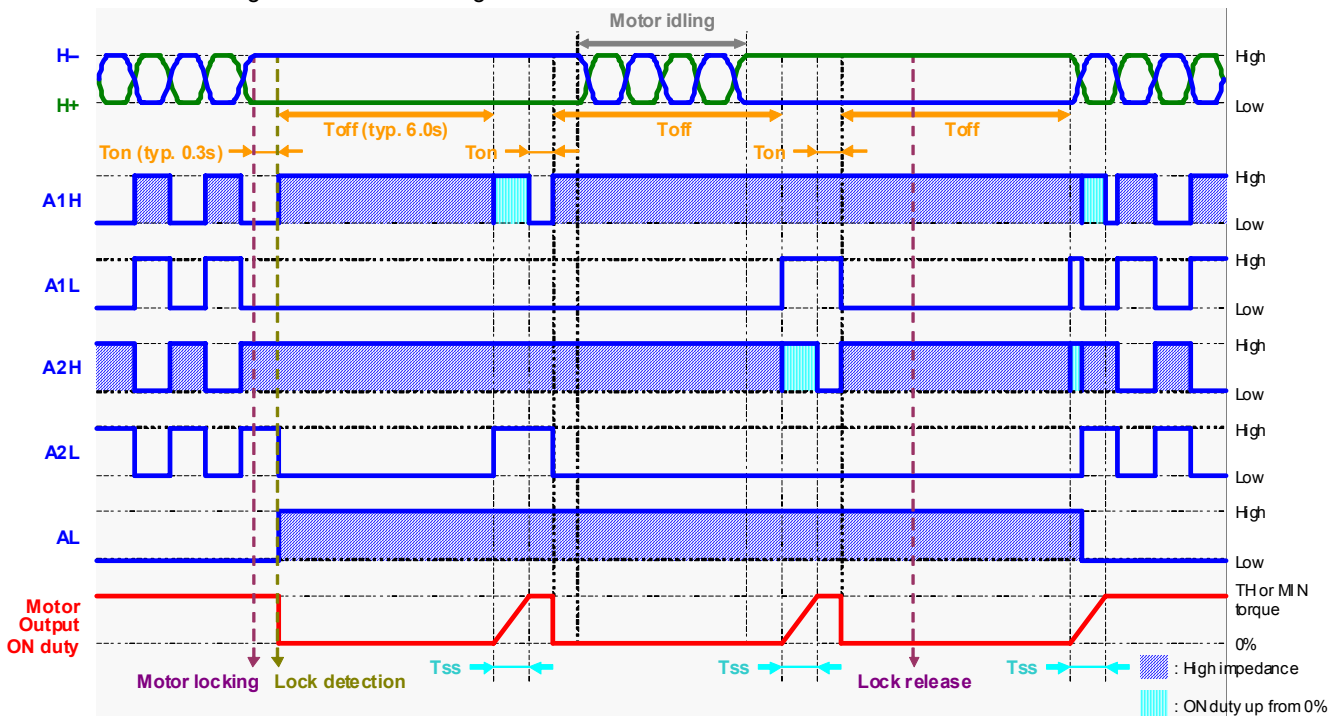 Motor idling
H–
High
H+
Low
Toff (typ. 6.0s)
Toff
Toff
Ton (typ. 0.3s)
Ton
Ton
A1H
High
Low
A1L
High
Low
A2H
High
Low
A2L
High
Low
AL
High
Low
Motor
Output
ON duty
TH or MIN
torque
0%
Tss
Tss
Tss
Motor locking
Lock detection
Lock release
: High impedance
: ON duty up from 0%